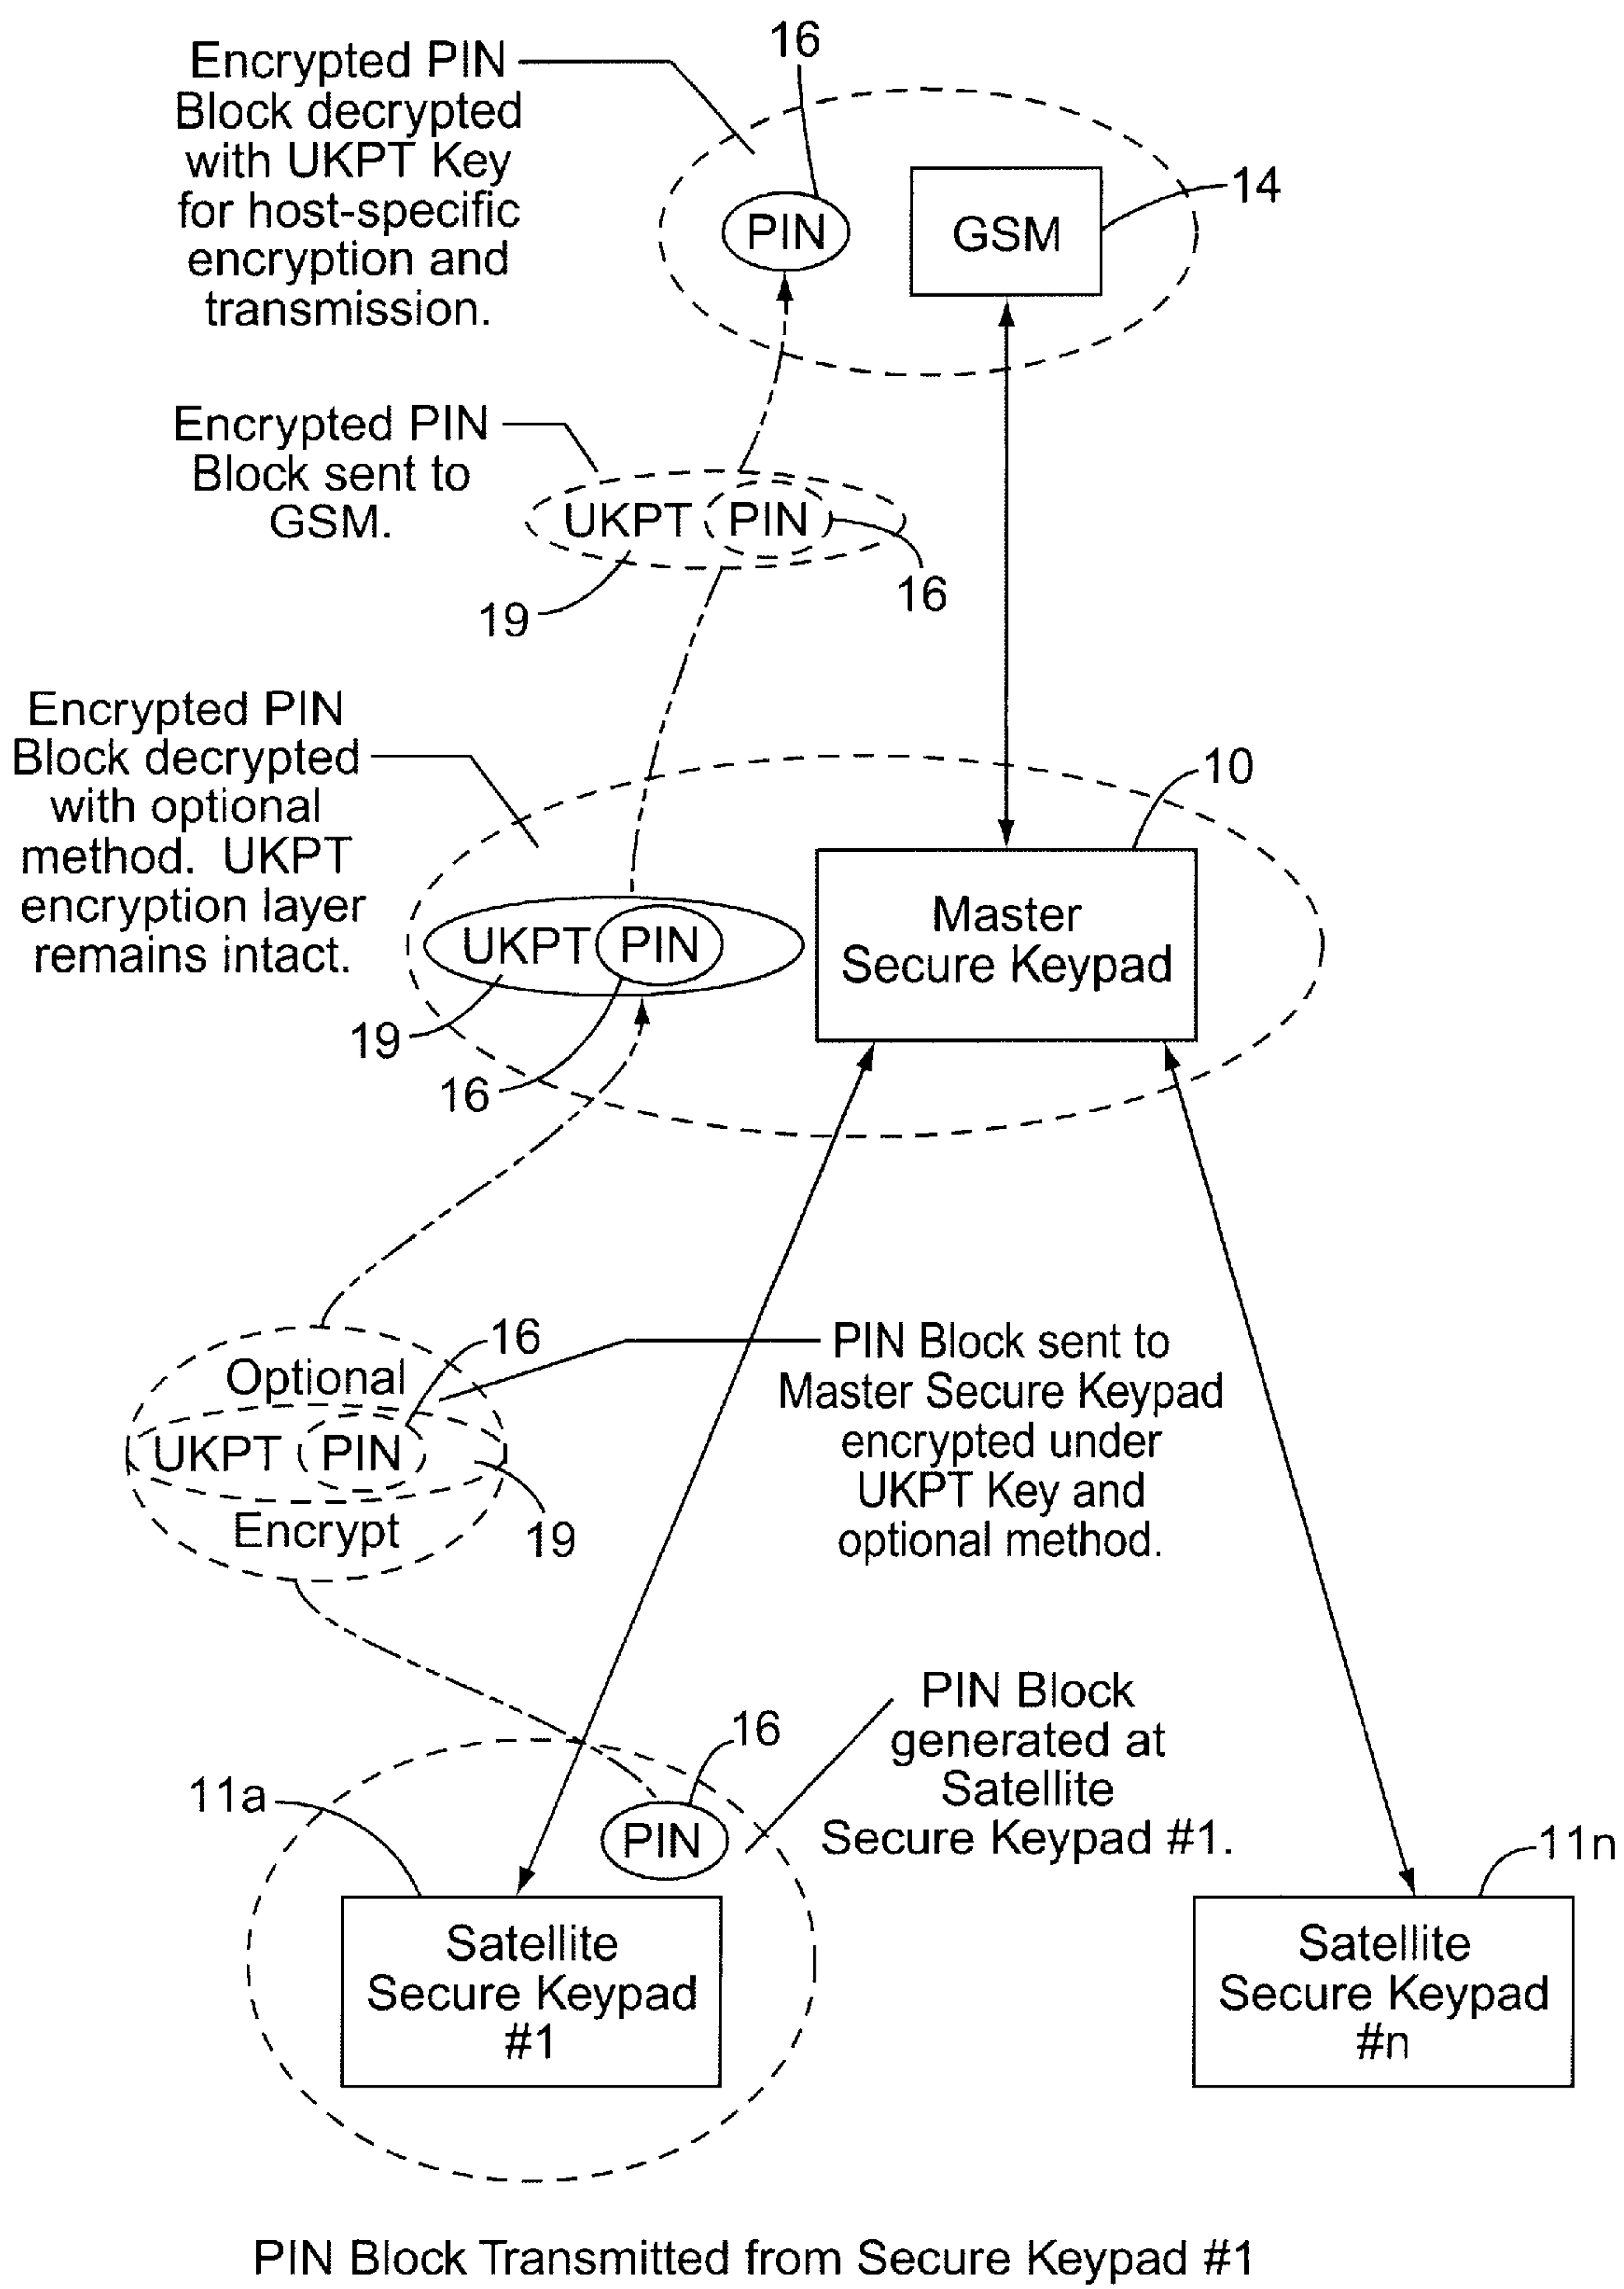 16
Encrypted PIN
Block decrypted
with UKPT Key
for host-specific
encryption and
transmission.
PIN
GSM
14
Encrypted PIN
Block sent to
GSM.
UKPT
PIN
19
16
Encrypted PIN
Block decrypted
with optional
method. UKPT
encryption layer
remains intact.
10
UKPT
PIN
Master
Secure Keypad
19
16
16
Optional
UKPT
PIN
Encrypt
19
PIN Block sent to
Master Secure Keypad
encrypted under
UKPT Key and
optional method.
16
PIN Block
generated at
Satellite
Secure Keypad #1.
11a
PIN
11n
Satellite
Secure Keypad
#1
Satellite
Secure Keypad
#n
PIN Block Transmitted from Secure Keypad #1